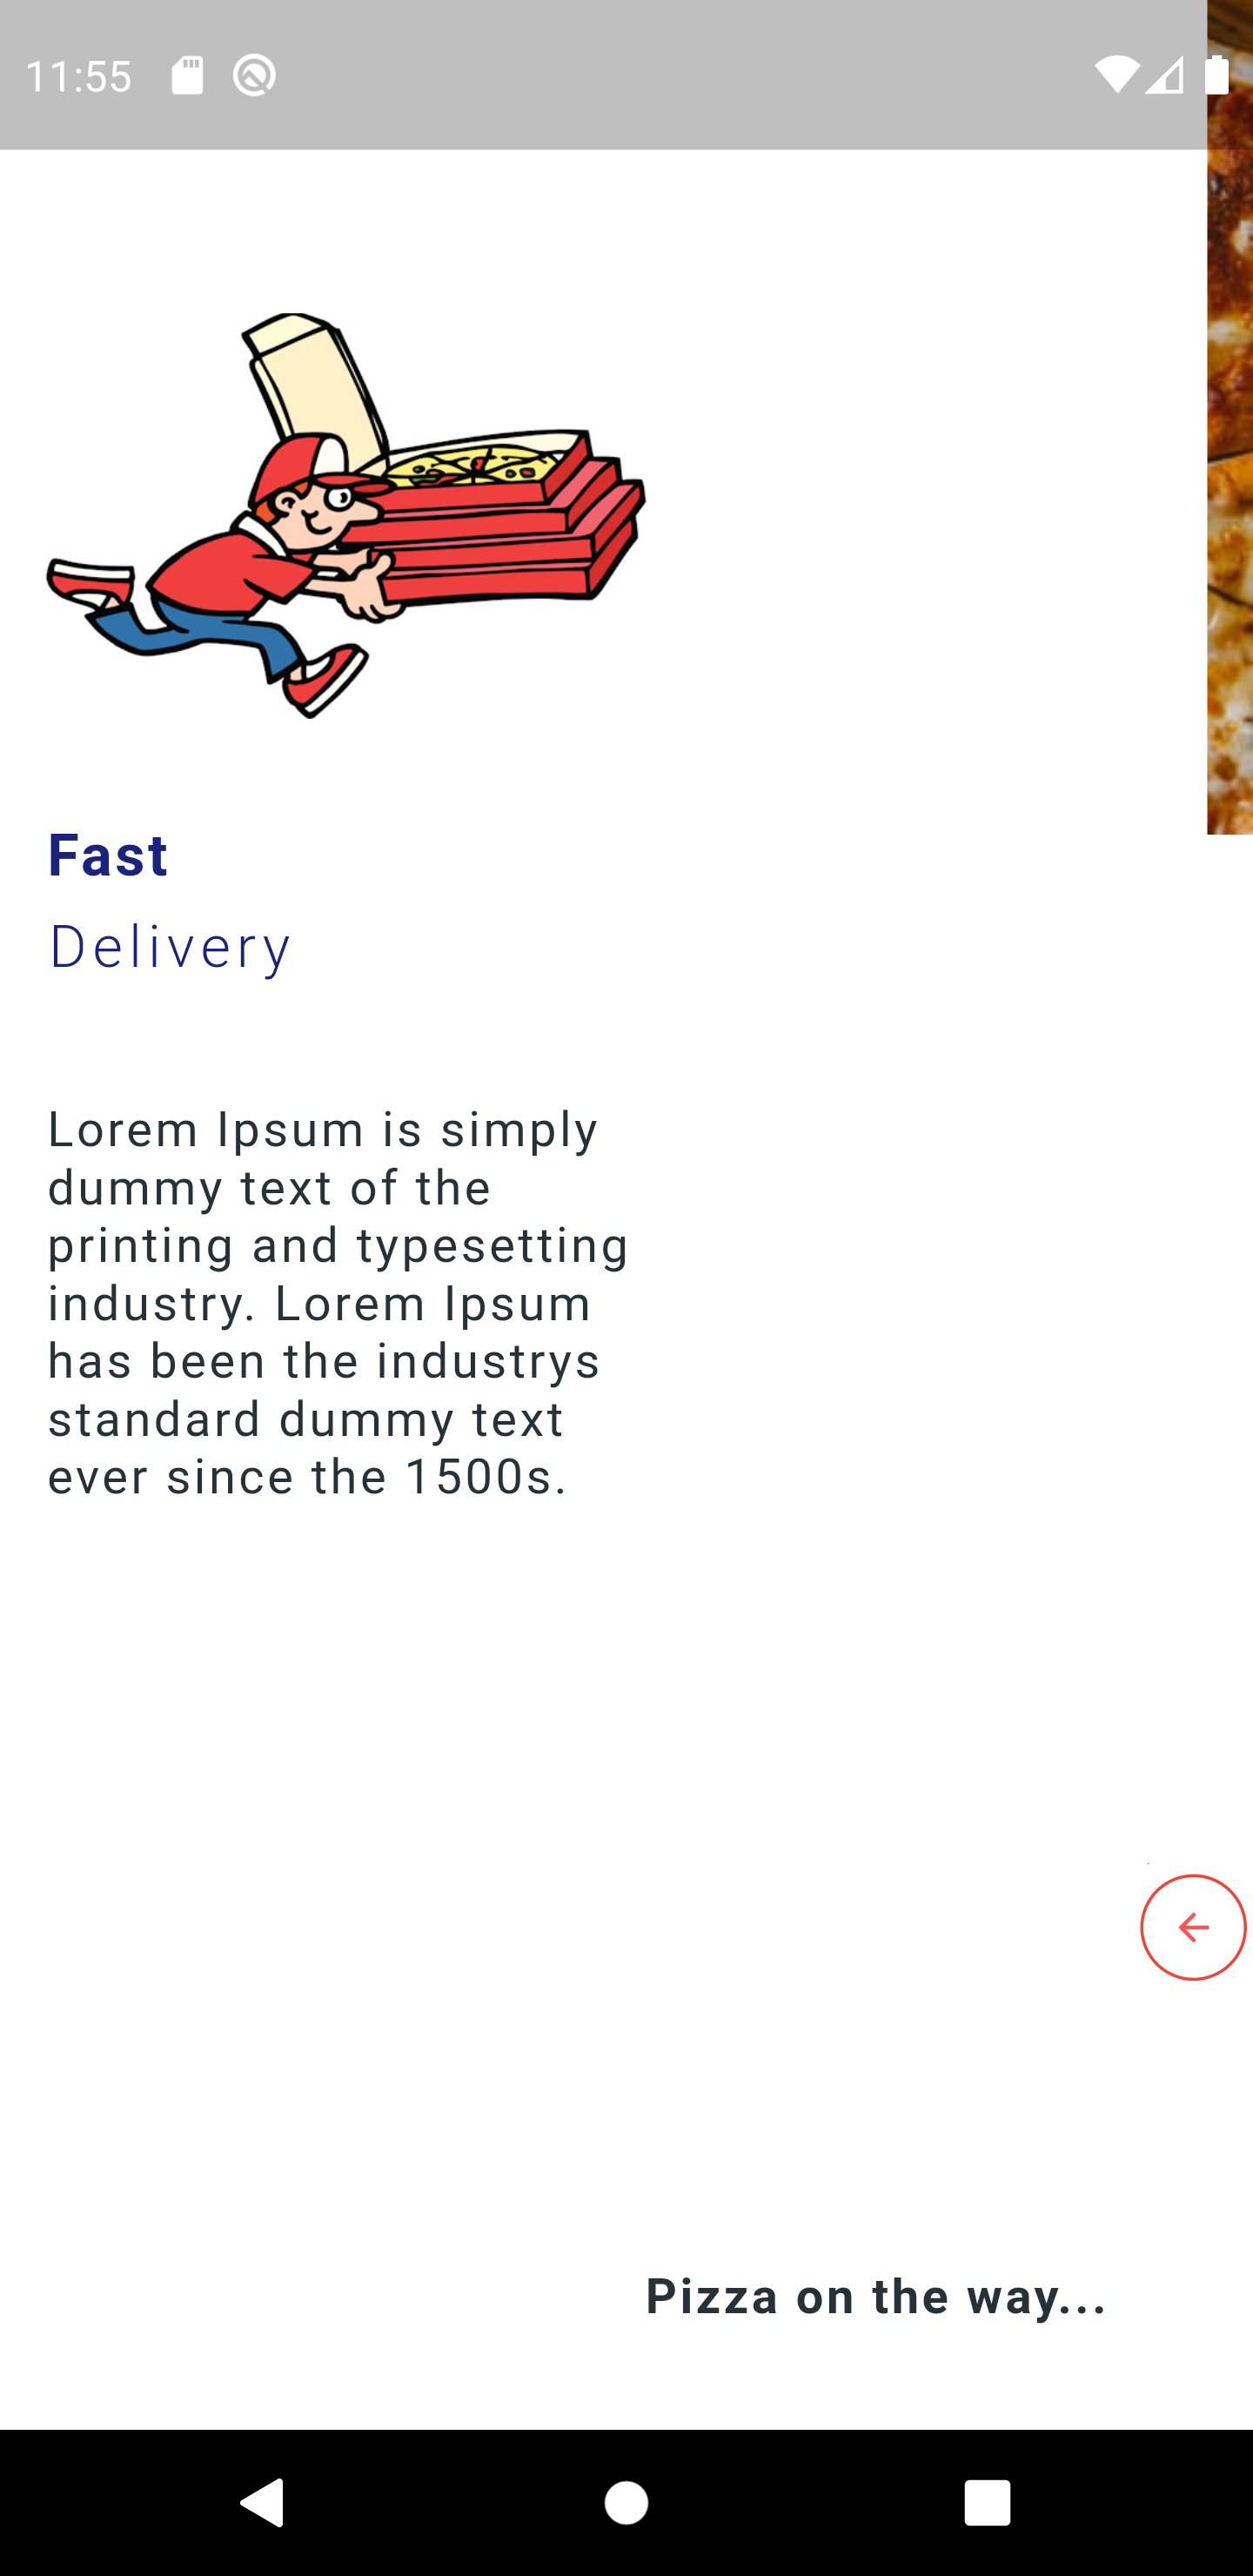 11:55
Fast
Delivery
Lorem Ipsum is simply
dummy text of the
printing and typesetting
industry. Lorem Ipsum
has been the industrys
standard dummy text
ever since the 1500s.
Pizza on the way...